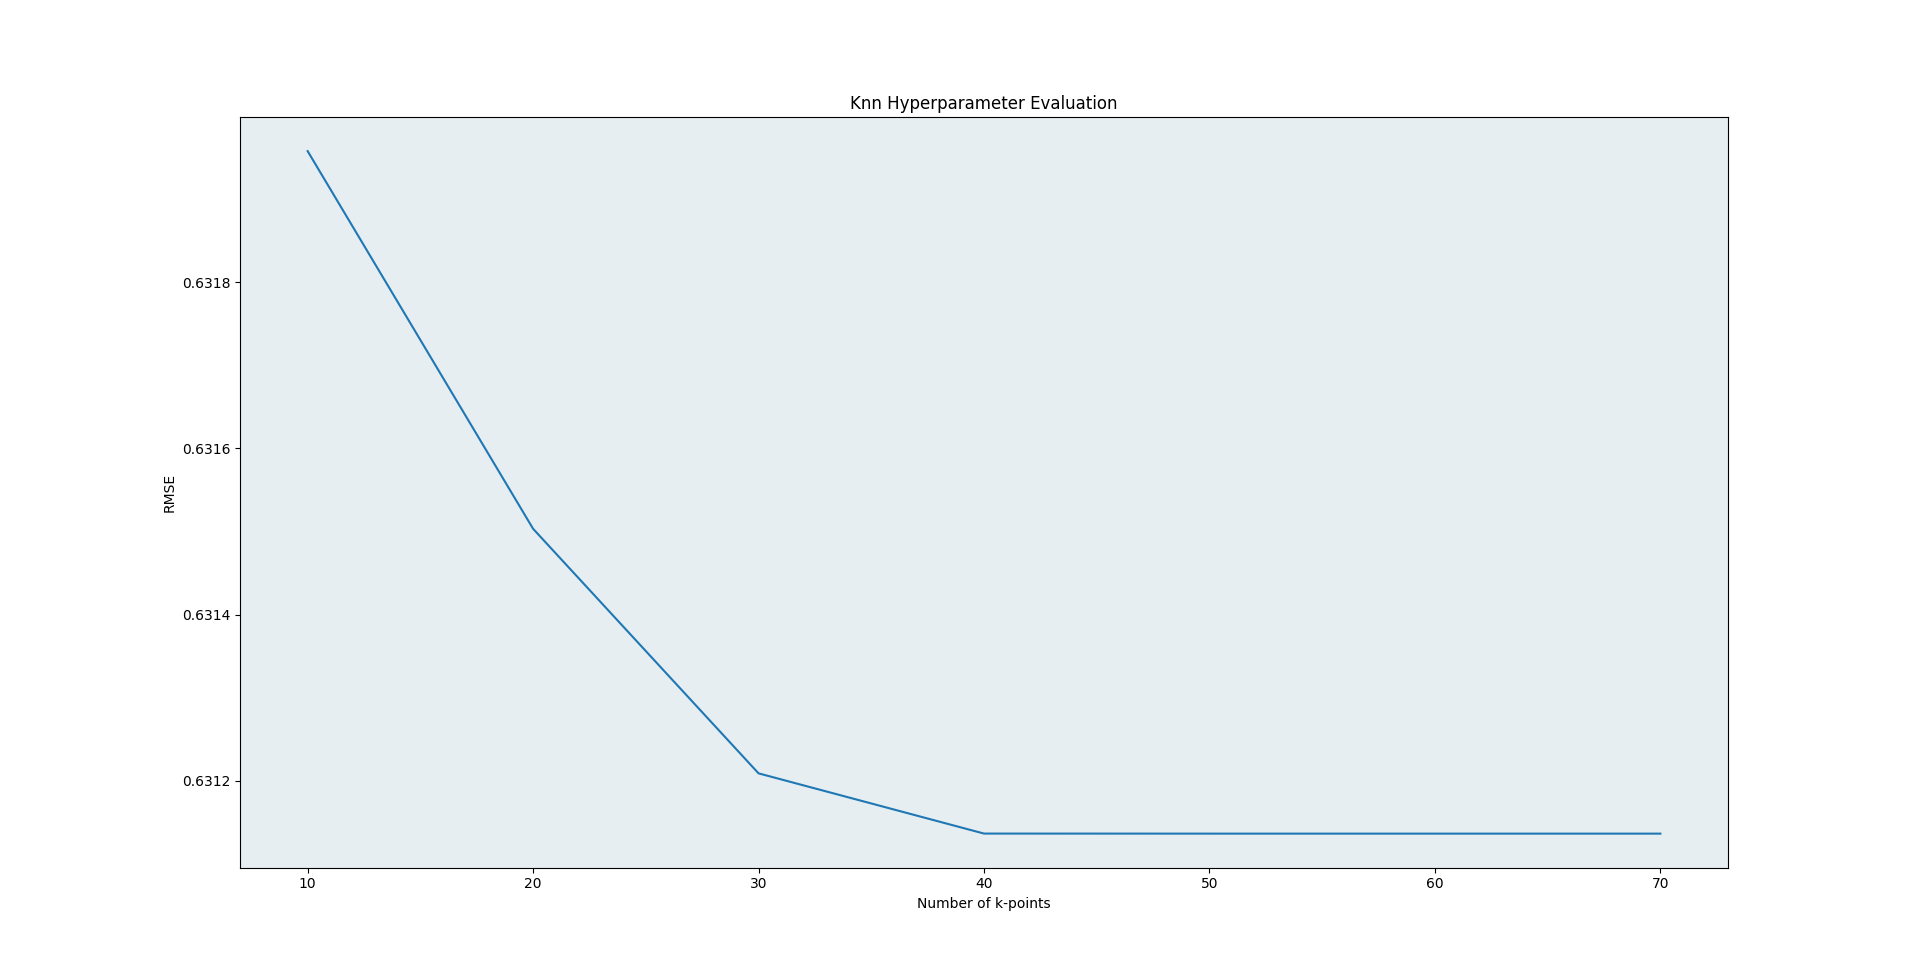 Knn Hyperparameter Evaluation
0.6318
0.6316
0.6314
0.6312
RMSE
10 20 30 40 50 60 70
Number of k-points